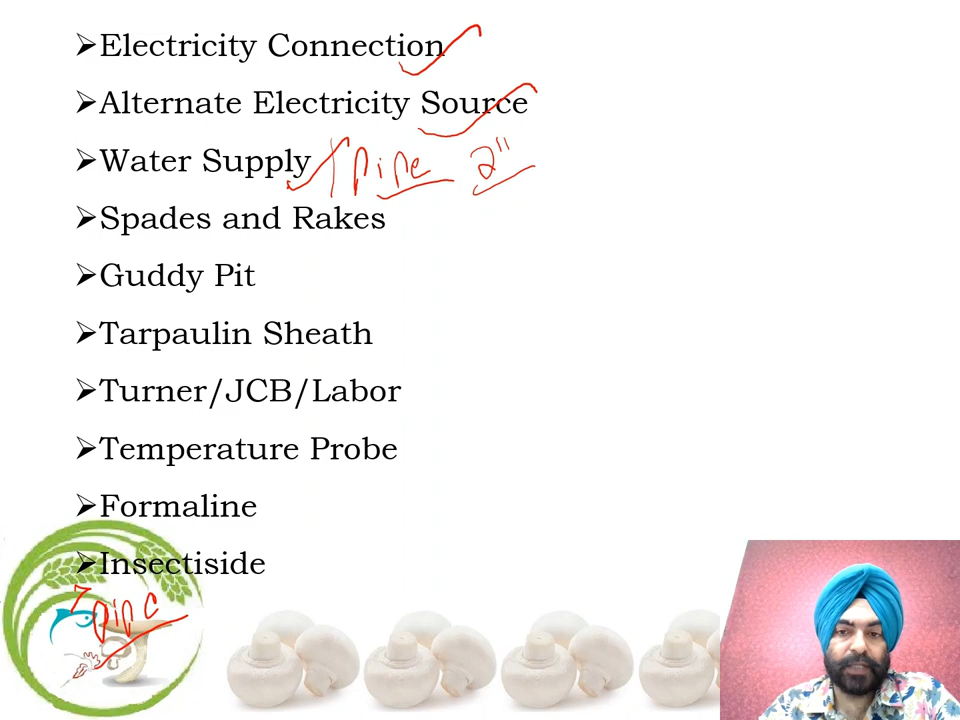 ➢Electricity Connection
➢Alternate Electricity Source
➢Water Supply Pipe 2"
➢Spades and Rakes
➢Guddy Pit
➢Tarpaulin Sheath
➢Turner/JCB/Labor
➢Temperature Probe
➢Formaline
➢Insectiside